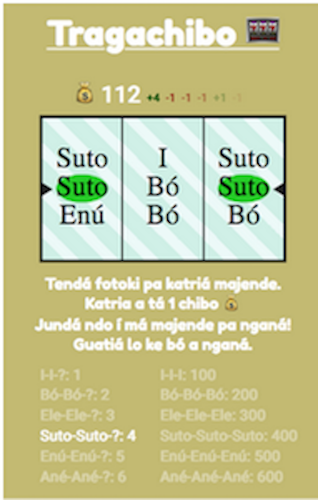 Tragachibo 🎰
💰 112 +4 -1 -1 -1 +1 -1
Suto I Suto
Suto Bó Suto
Enú Bó Bó
Tendá fotoki pa katriá majende.
Katria a tá 1 chibo 💰
Jundá ndo í má majende pa nganá!
Guatiá lo ke bó a nganá.
I-I-?: 1 I-I-I: 100
Bó-Bó-?: 2 Bó-Bó-Bó: 200
Ele-Ele-?: 3 Ele-Ele-Ele: 300
Suto-Suto-?: 4 Suto-Suto-Suto: 400
Enú-Enú-?: 5 Enú-Enú-Enú: 500
Ané-Ané-?: 6 Ané-Ané-Ané: 600